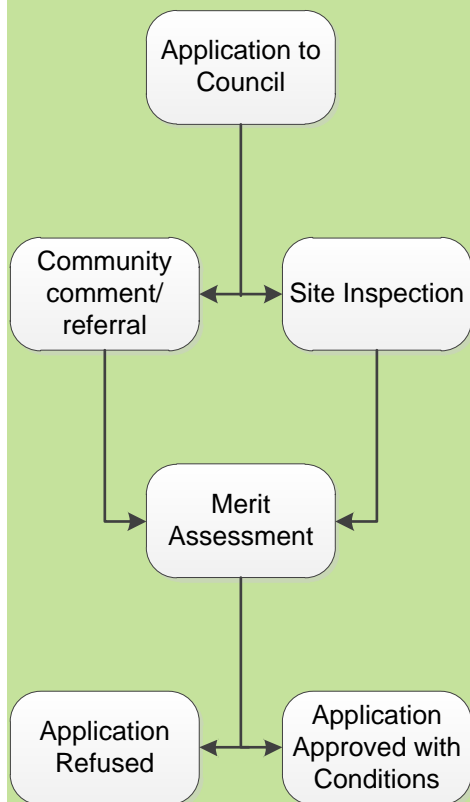 Application to
Council
Community
comment/
referral
Site Inspection
Merit
Assessment
Application
Refused
Application
Approved with
Conditions